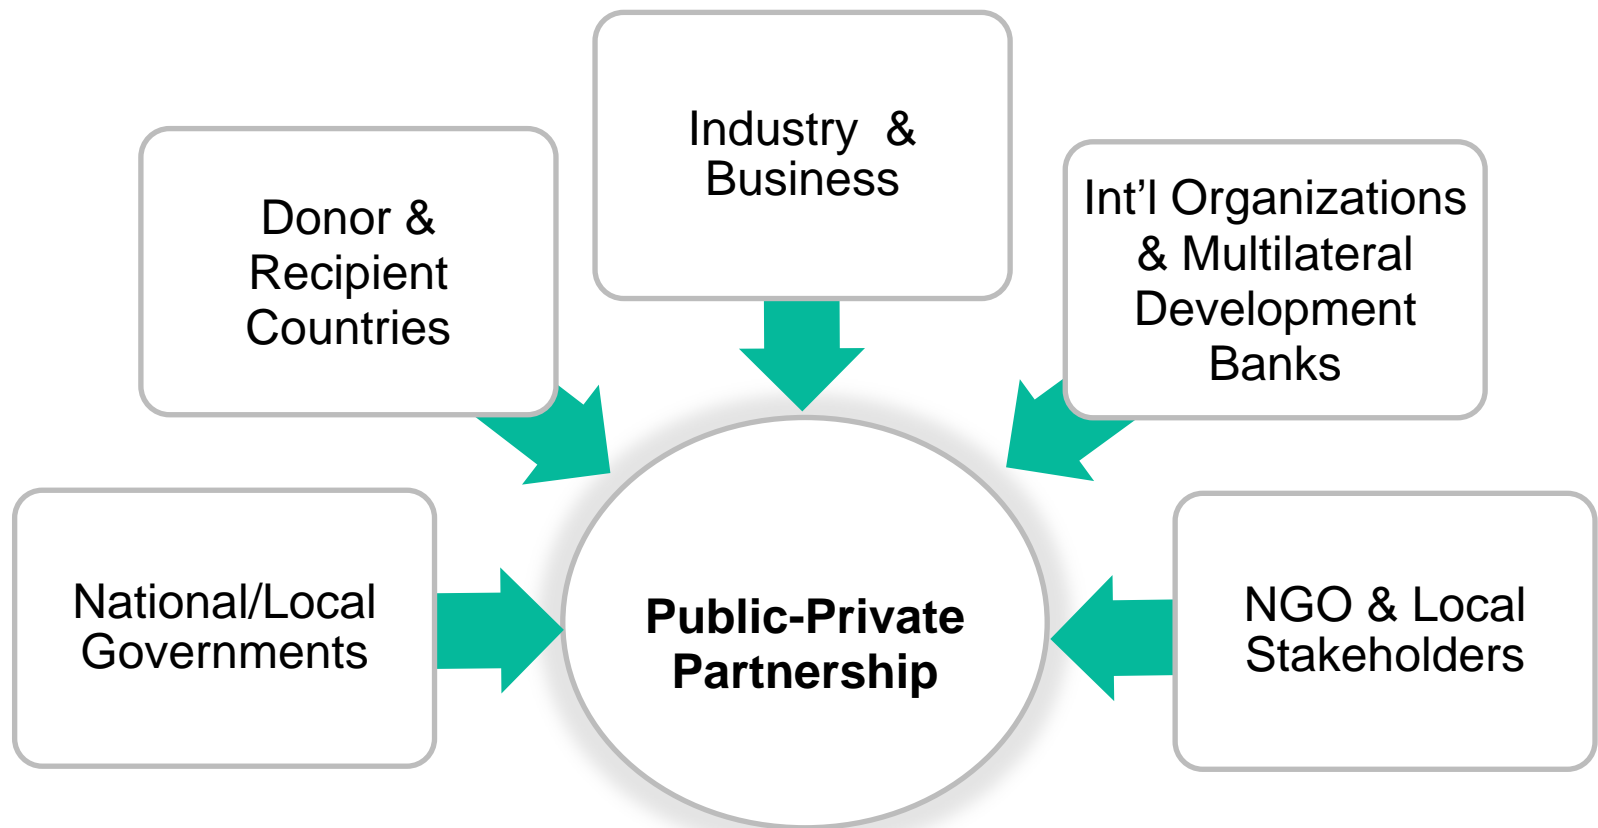 Industry & 
Business
Donor &
Recipient
Countries
Int’l Organizations
& Multilateral
Development
Banks
National/Local
Governments
Public-Private
Partnership
NGO & Local
Stakeholders